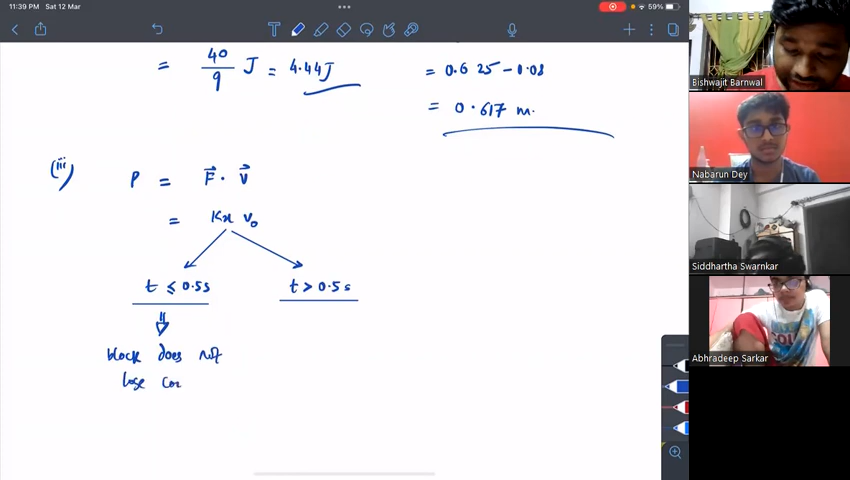 11:39 PM Sat 12 Mar
59%
= 40/9 J = 4.44J
= 0.625 - 0.08
= 0.617 m.
(iii)
P = F⃗ · v⃗
= Kx v₀
t ≤ 0.5s
t > 0.5s
block does not
lose con
Bishwajit Barnwal
Nabarun Dey
Siddhartha Swarnkar
Abhradeep Sarkar